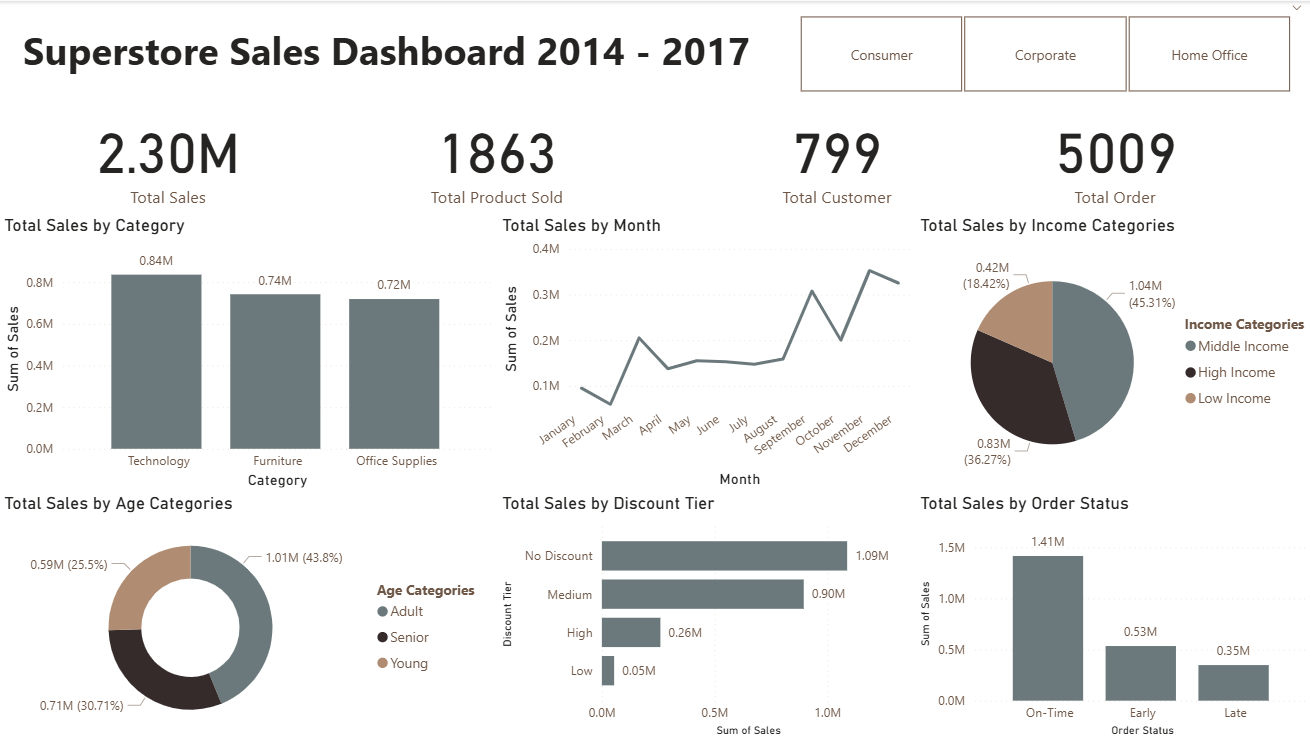 Superstore Sales Dashboard 2014 - 2017
Consumer
Corporate
Home Office
2.30M
Total Sales
1863
Total Product Sold
799
Total Customer
5009
Total Order
Total Sales by Category
Sum of Sales
0.8M
0.6M
0.4M
0.2M
0.0M
0.84M
0.74M
0.72M
Technology
Furniture
Office Supplies
Category
Total Sales by Month
Sum of Sales
0.4M
0.3M
0.2M
0.1M
January
February
March
April
May
June
July
August
September
October
November
December
Month
Total Sales by Income Categories
0.42M
(18.42%)
1.04M
(45.31%)
0.83M
(36.27%)
Income Categories
Middle Income
High Income
Low Income
Total Sales by Age Categories
0.59M (25.5%)
1.01M (43.8%)
0.71M (30.71%)
Age Categories
Adult
Senior
Young
Total Sales by Discount Tier
Discount Tier
No Discount
1.09M
Medium
0.90M
High
0.26M
Low
0.05M
0.0M
0.5M
1.0M
Sum of Sales
Total Sales by Order Status
Sum of Sales
1.5M
1.0M
0.5M
0.0M
1.41M
0.53M
0.35M
On-Time
Early
Late
Order Status